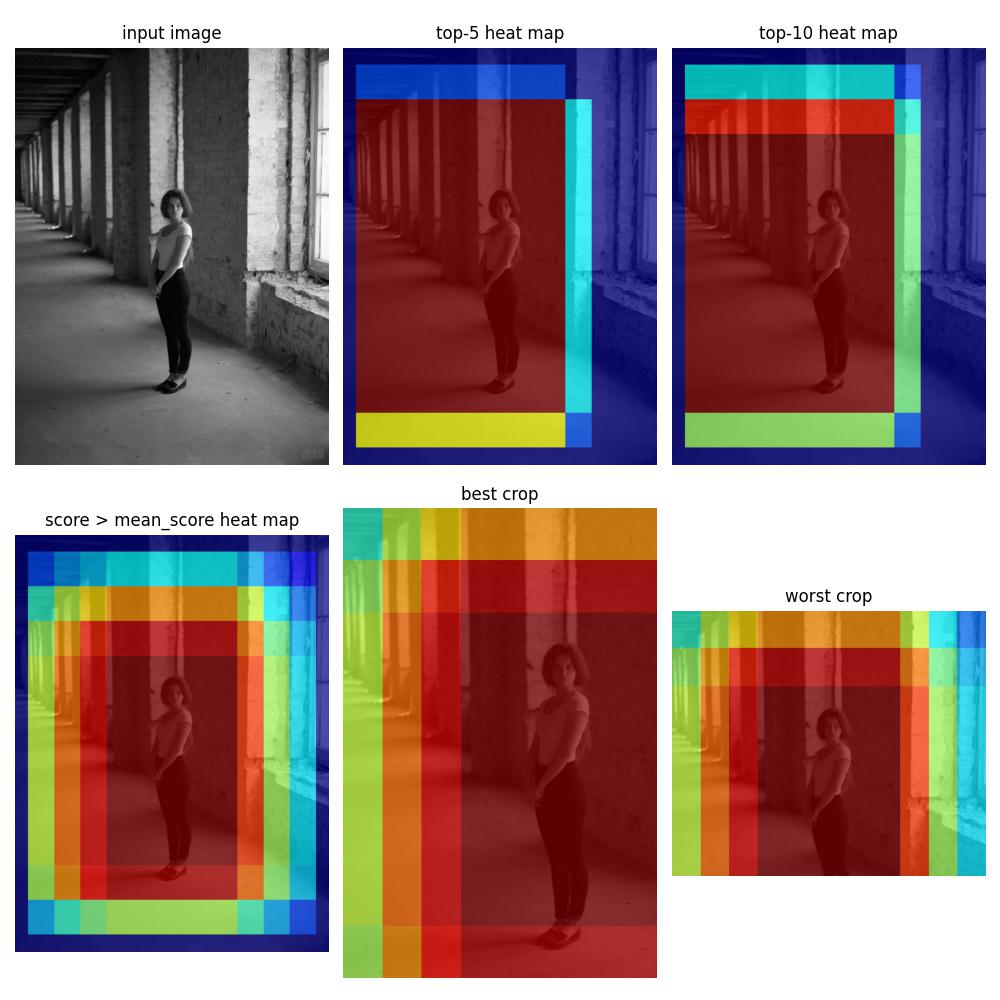 input image
top-5 heat map
top-10 heat map
score > mean_score heat map
best crop
worst crop